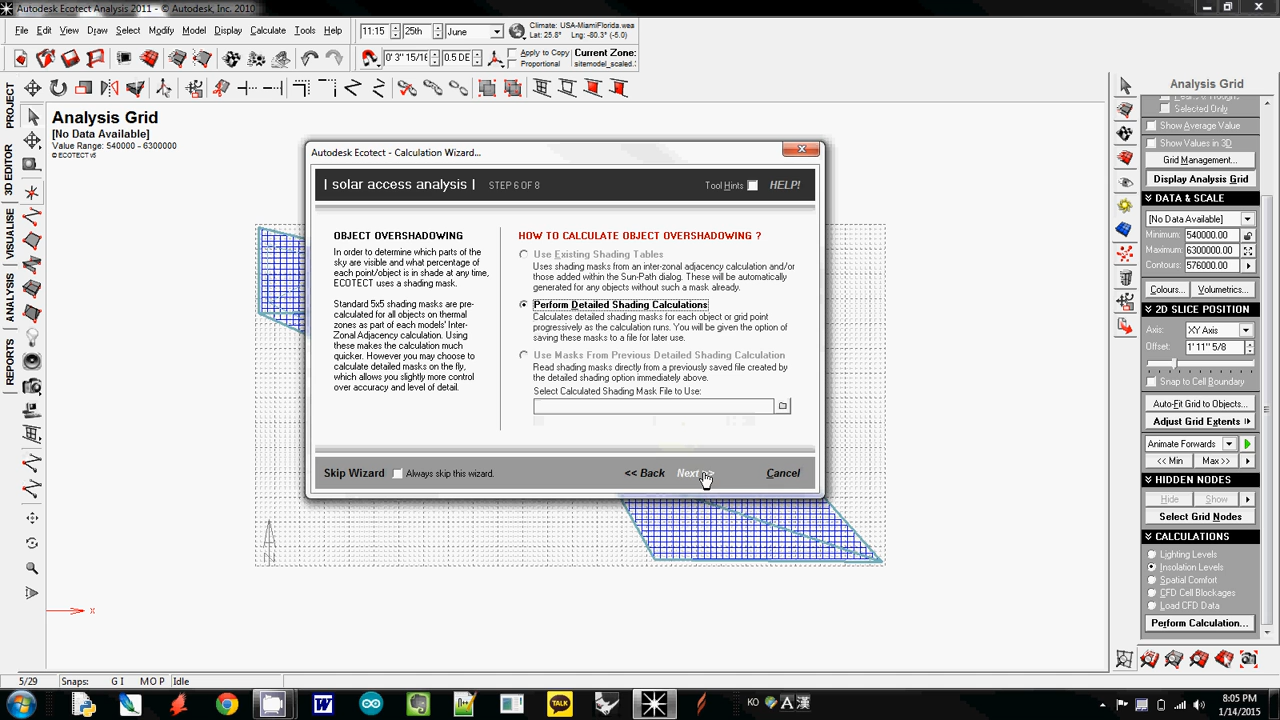 Autodesk Ecotect Analysis 2011 - © Autodesk, Inc. 2010
File Edit View Draw Select Modify Model Display Calculate Tools Help
11:15 25th June
Climate: USA-MiamiFlorida.wea
Lat: 25.8° Lng: -80.3° (-5.0)
0' 3" 15/16 0.5 DE
Apply to Copy
Proportional
Current Zone:
sitemodel_scaled.
PROJECT
3D EDITOR
VISUALISE
ANALYSIS
REPORTS
Analysis Grid
[No Data Available]
Value Range: 540000 - 6300000
© ECOTECT v5
x
Autodesk Ecotect - Calculation Wizard...
| solar access analysis | STEP 6 OF 8
Tool Hints HELP!
OBJECT OVERSHADOWING
In order to determine which parts of
the sky are visible and what percentage of
each point/object is in shade at any time,
ECOTECT uses a shading mask.
Standard 5x5 shading masks are pre-
calculated for all objects on thermal
zones as part of each models' Inter-
Zonal Adjacency calculation. Using
these makes the calculation much
quicker. However you may choose to
calculate detailed masks on the fly,
which allows you slightly more control
over accuracy and level of detail.
HOW TO CALCULATE OBJECT OVERSHADOWING ?
Use Existing Shading Tables
Uses shading masks from an inter-zonal adjacency calculation and/or
those added within the Sun-Path dialog. These will be automatically
generated for any objects without such a mask already.
Perform Detailed Shading Calculations
Calculates detailed shading masks for each object or grid point
progressively as the calculation runs. You will be given the option of
saving these masks to a file for later use.
Use Masks From Previous Detailed Shading Calculation
Read shading masks directly from a previously saved file created by
the detailed shading option immediately above.
Select Calculated Shading Mask File to Use:
Skip Wizard Always skip this wizard. << Back Next >> Cancel
Analysis Grid
Selected Only
Show Average Value
Show Values in 3D
Grid Management...
Display Analysis Grid
DATA & SCALE
[No Data Available]
Minimum: 540000.00
Maximum: 6300000.00
Contours: 576000.00
Colours... Volumetrics...
2D SLICE POSITION
Axis: XY Axis
Offset: 1' 11" 5/8
Snap to Cell Boundary
Auto-Fit Grid to Objects...
Adjust Grid Extents...
Animate Forwards
<< Min Max >>
HIDDEN NODES
Hide Show
Select Grid Nodes
CALCULATIONS
Lighting Levels
Insolation Levels
Spatial Comfort
CFD Cell Blockages
Load CFD Data
Perform Calculation...
5/29 Snaps: G I M O P Idle
TALK
KO A 漢
8:05 PM
1/14/2015